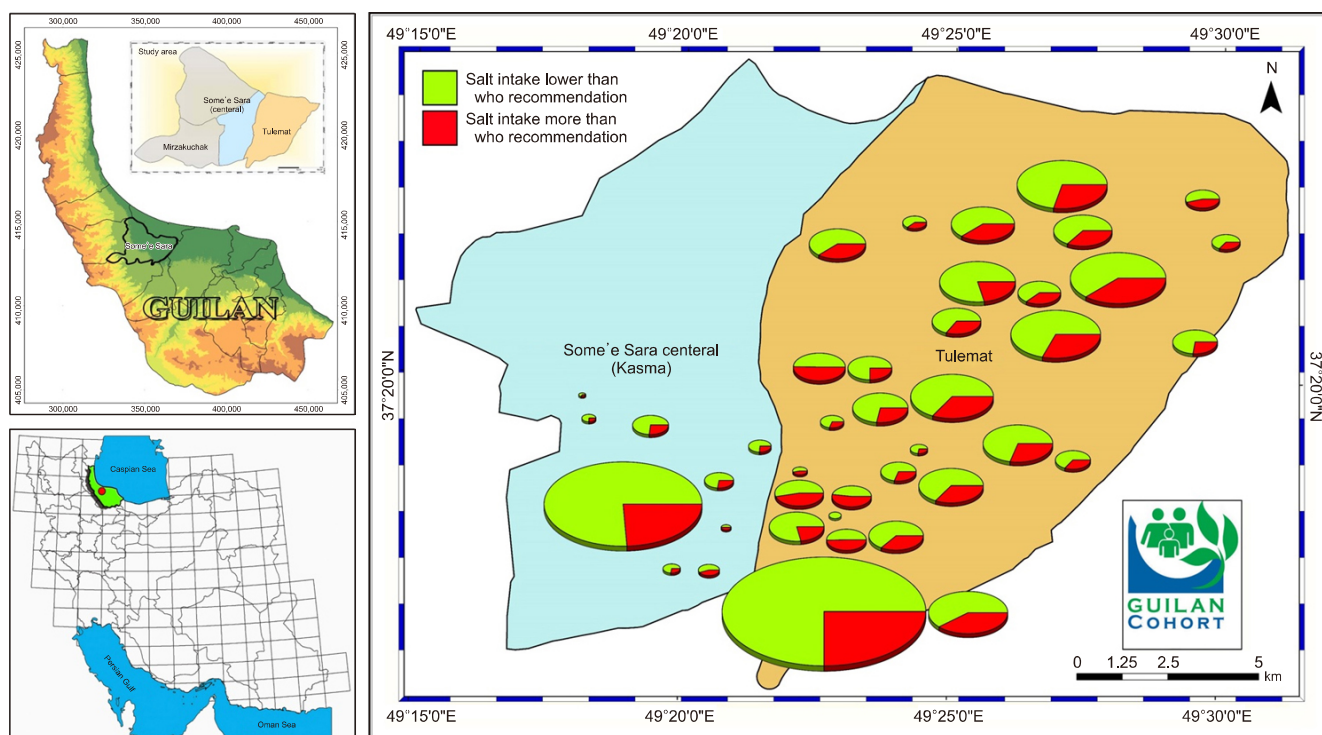 300,000 350,000 400,000 450,000
425,000
420,000
415,000
410,000
405,000
425,000
420,000
415,000
410,000
405,000
Study area
Some'e Sara
(centeral)
Tulemat
Mirzakuchak
Some'e Sara
GUILAN
300,000 350,000 400,000 450,000
Caspian Sea
Persian Gulf
Oman Sea
49°15'0"E 49°20'0"E 49°25'0"E 49°30'0"E
Salt intake lower than
who recommendation
Salt intake more than
who recommendation
N
37°20'0"N
37°20'0"N
Some'e Sara centeral
(Kasma)
Tulemat
GUILAN
COHORT
0 1.25 2.5 5
km
49°15'0"E 49°20'0"E 49°25'0"E 49°30'0"E